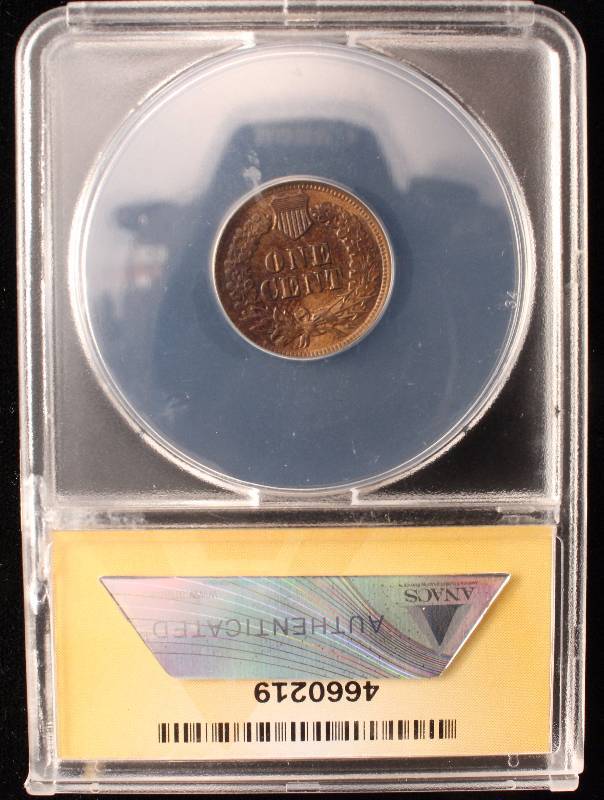 ONE
CENT
ANACS
AUTHENTICATED
4660219